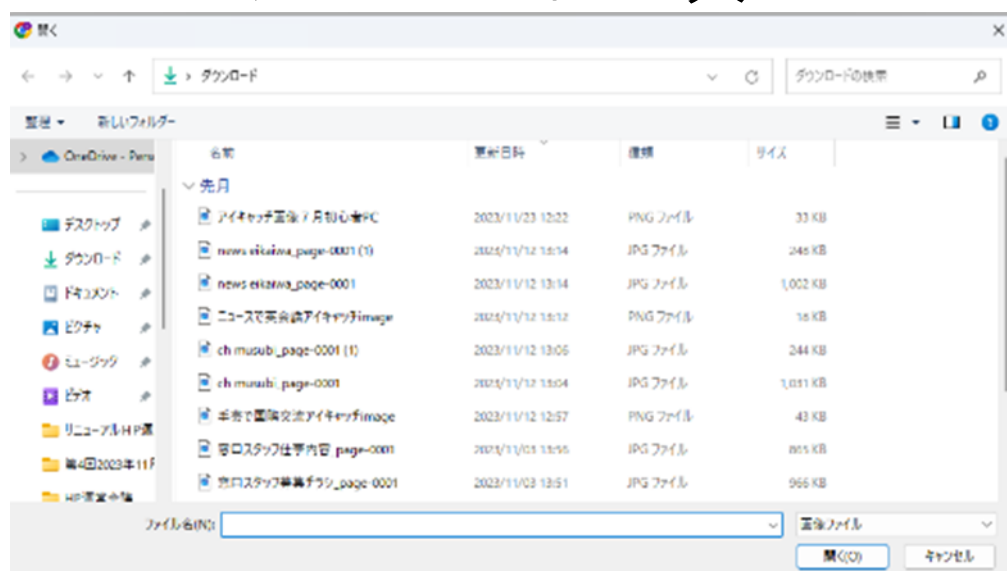 開く
ダウンロード
ダウンロードの検索
整理 新しいフォルダー
OneDrive - Pers
名前 更新日時 種類 サイズ
先月
アイキャッチ画像7月初心者PC 2023/11/23 12:22 PNG ファイル 33 KB
news eikaiwa_page-0001 (1) 2023/11/12 13:14 JPG ファイル KB
news eikaiwa_page-0001 2023/11/12 13:14 JPG ファイル 1,002 KB
ニュースで英会話アイキャッチimage 2023/11/12 13:12 PNG ファイル KB
ch musubi_page-0001 (1) 2023/11/12 13:06 JPG ファイル 244 KB
ch musubi_page-0001 2023/11/12 13:04 JPG ファイル 1,031 KB
手芸で国際交流アイキャッチimage 2023/11/12 12:57 PNG ファイル 43 KB
窓口スタッフ仕事内容_page-0001 JPG ファイル KB
窓口スタッフ募集チラシ_page-0001 2023/11/03 13:51 JPG ファイル 966 KB
デスクトップ
ダウンロード
ドキュメント
ピクチャ
ミュージック
ビデオ
リニューアルHP運
第4回2023年11月
HP運営会議
ファイル名(N):
画像ファイル
開く(O) キャンセル